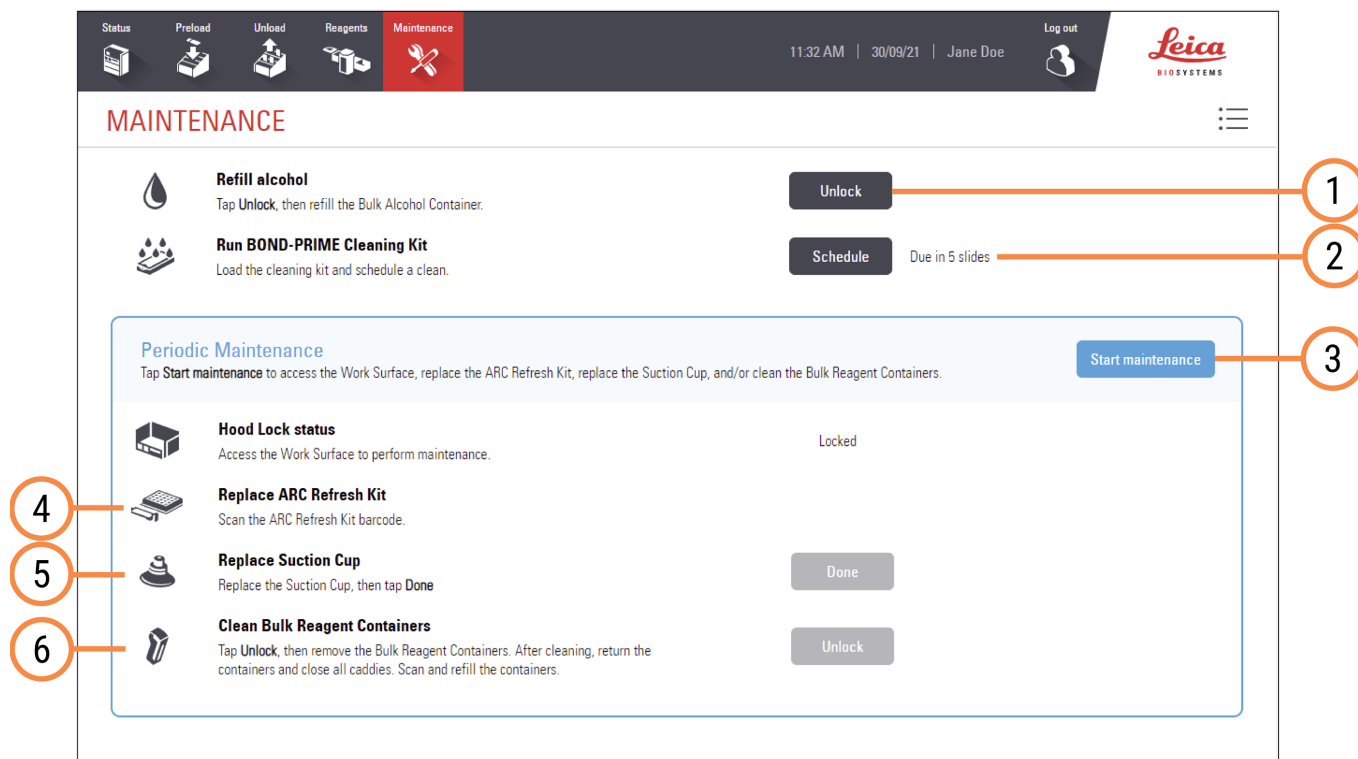 Status Preload Unload Reagents Maintenance
11:32 AM | 30/09/21 | Jane Doe
Log out
Leica
BIOSYSTEMS
MAINTENANCE
Refill alcohol
Tap Unlock, then refill the Bulk Alcohol Container.
Unlock
1
Run BOND-PRIME Cleaning Kit
Load the cleaning kit and schedule a clean.
Schedule
Due in 5 slides
2
Periodic Maintenance
Tap Start maintenance to access the Work Surface, replace the ARC Refresh Kit, replace the Suction Cup, and/or clean the Bulk Reagent Containers.
Start maintenance
3
Hood Lock status
Access the Work Surface to perform maintenance.
Locked
4
Replace ARC Refresh Kit
Scan the ARC Refresh Kit barcode.
5
Replace Suction Cup
Replace the Suction Cup, then tap Done
Done
6
Clean Bulk Reagent Containers
Tap Unlock, then remove the Bulk Reagent Containers. After cleaning, return the
containers and close all caddies. Scan and refill the containers.
Unlock